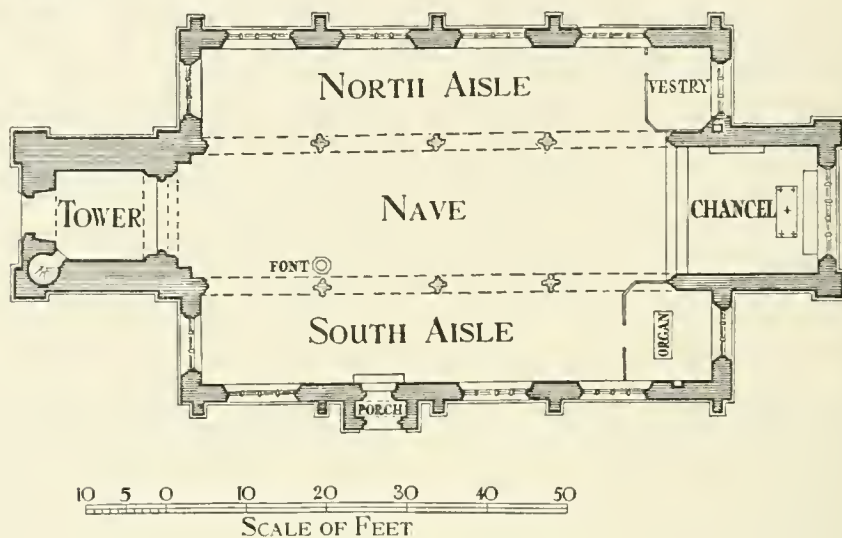 NORTH AISLE
VESTRY
TOWER
NAVE
CHANCEL
FONT
SOUTH AISLE
ORGAN
PORCH
10 5 0 10 20 30 40 50
SCALE OF FEET